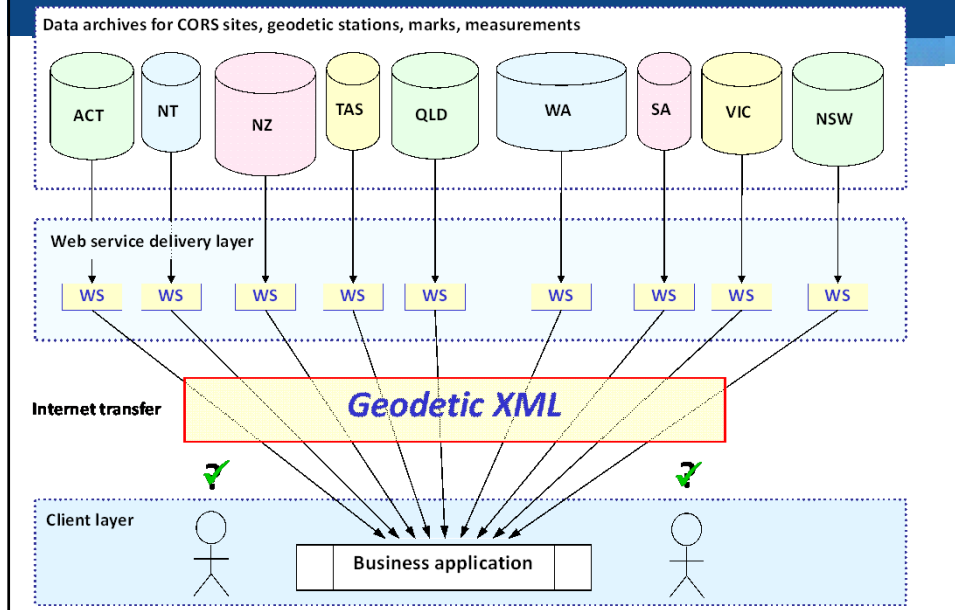 Data archives for CORS sites, geodetic stations, marks, measurements
ACT
NT
NZ
TAS
QLD
WA
SA
VIC
NSW
Web service delivery layer
WS
WS
WS
WS
WS
WS
WS
WS
WS
Internet transfer
Geodetic XML
?
?
Client layer
Business application